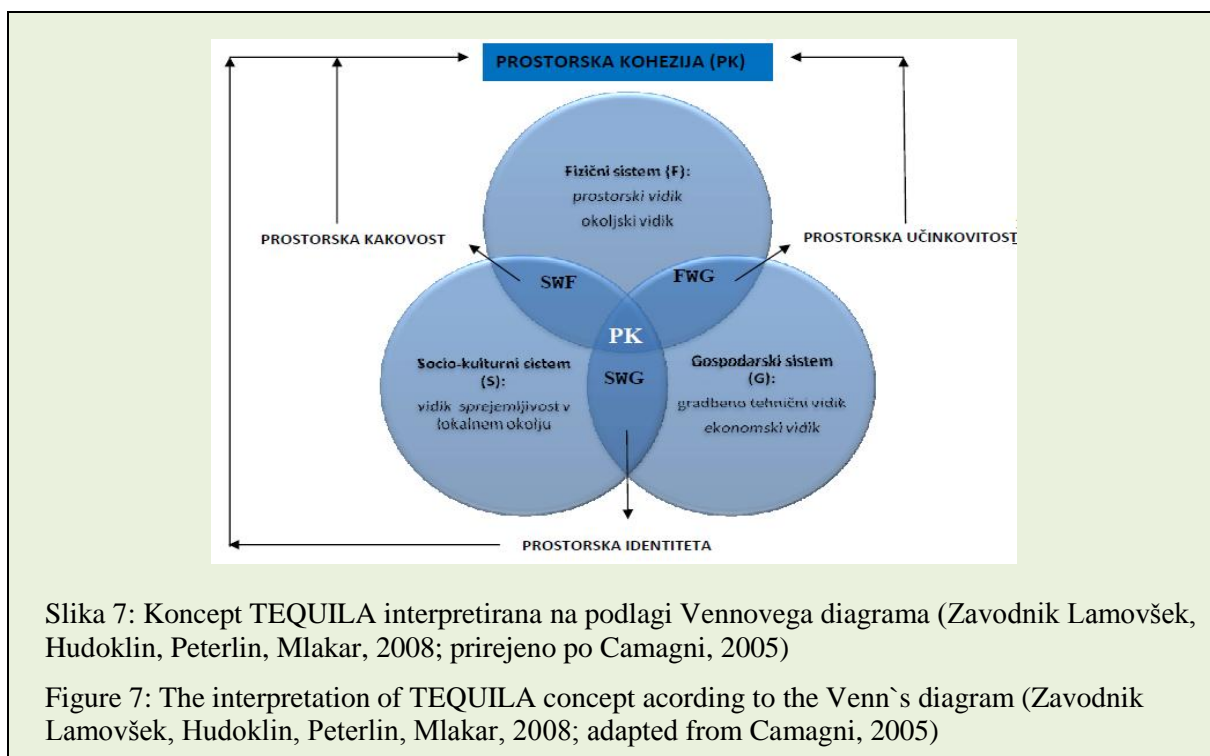 PROSTORSKA KOHEZIJA (PK)
Fizični sistem (F):
prostorski vidik
okoljski vidik
PROSTORSKA KAKOVOST
PROSTORSKA UČINKOVITOST
SWF
FWG
PK
Socio-kulturni sistem
(S):
vidik sprejemljivost v
lokalnem okolju
SWG
Gospodarski sistem
(G):
gradbeno tehnični vidik
ekonomski vidik
PROSTORSKA IDENTITETA
Slika 7: Koncept TEQUILA interpretirana na podlagi Vennovega diagrama (Zavodnik Lamovšek,
Hudoklin, Peterlin, Mlakar, 2008; prirejeno po Camagni, 2005)
Figure 7: The interpretation of TEQUILA concept acording to the Venn`s diagram (Zavodnik
Lamovšek, Hudoklin, Peterlin, Mlakar, 2008; adapted from Camagni, 2005)